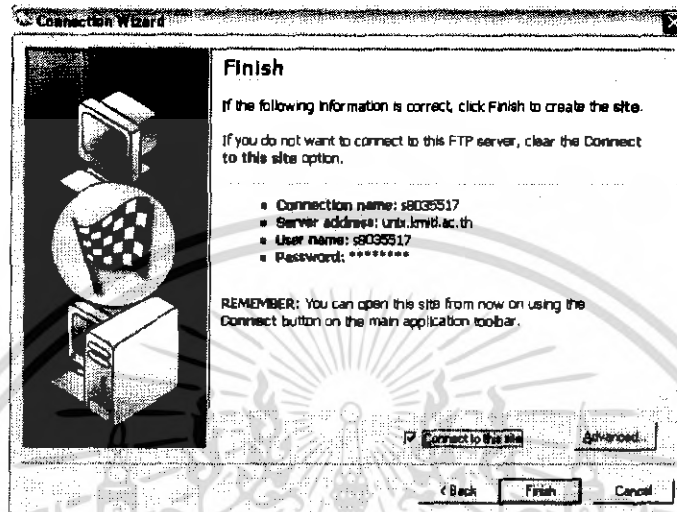 Connection Wizard
Finish
If the following information is correct, click Finish to create the site.
If you do not want to connect to this FTP server, clear the Connect
to this site option.
Connection name: s8035517
Server address: unix.kmitl.ac.th
User name: s8035517
Password: ********
REMEMBER: You can open this site from now on using the
Connect button on the main application toolbar.
Connect to this site
Advanced...
< Back
Finish
Cancel